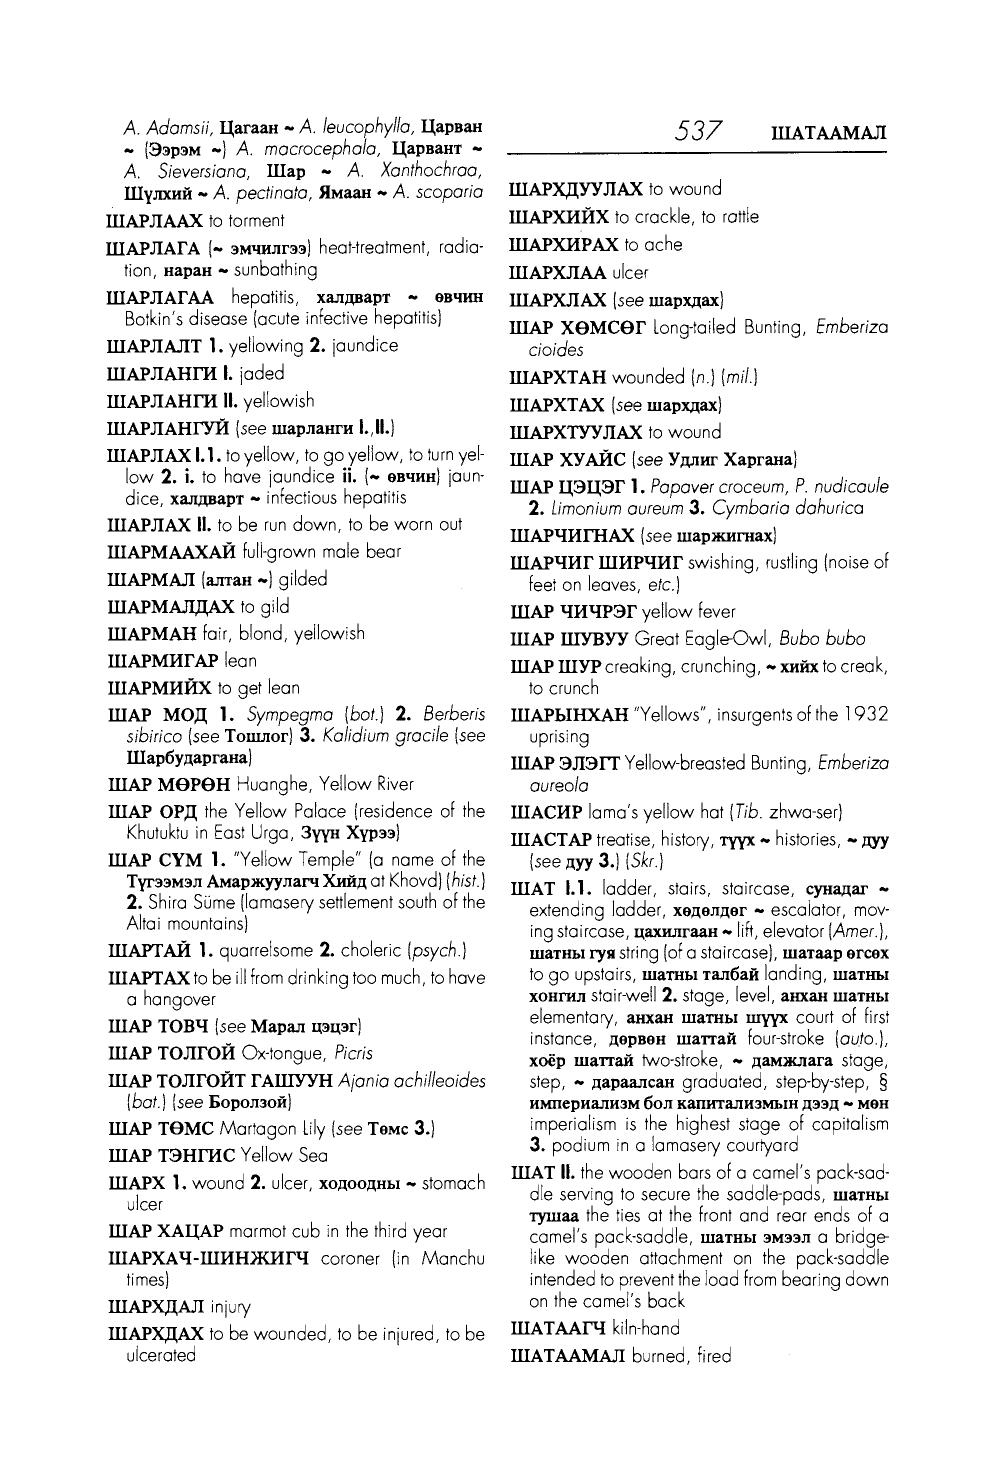 A. Adamsii, Цагаан ~ A. leucophylla, Царван
~ (Ээрэм ~) A. macrocephala, Царвант ~
A. Sieversiana, Шар ~ A. Xanthochraa,
Шүлхий ~ A. pectinata, Ямаан ~ A. scoparia
ШАРЛААХ to torment
ШАРЛАГА (~ эмчилгээ) heat-treatment, radia-
tion, наран ~ sunbathing
ШАРЛАГАА hepatitis, халдварт ~ өвчин
Botkin's disease (acute infective hepatitis)
ШАРЛАЛТ 1. yellowing 2. jaundice
ШАРЛАНГИ I. jaded
ШАРЛАНГИ II. yellowish
ШАРЛАНГУЙ (see шарланги I.,II.)
ШАРЛАХ I.1. to yellow, to go yellow, to turn yel-
low 2. i. to have jaundice ii. (~ өвчин) jaun-
dice, халдварт ~ infectious hepatitis
ШАРЛАХ II. to be run down, to be worn out
ШАРМААХАЙ full-grown male bear
ШАРМАЛ (алтан ~) gilded
ШАРМАЛДАХ to gild
ШАРМАН fair, blond, yellowish
ШАРМИГАР lean
ШАРМИЙХ to get lean
ШАР МОД 1. Sympegma (bot.) 2. Berberis
sibirico (see Тошлог) 3. Kalidium gracile (see
Шарбударгана)
ШАР МӨРӨН Huanghe, Yellow River
ШАР ОРД the Yellow Palace (residence of the
Khutuktu in East Urga, Зүүн Хүрээ)
ШАР СҮМ 1. "Yellow Temple" (a name of the
Түгээмэл Амаржуулагч Хийд at Khovd) (hist.)
2. Shira Süme (lamasery settlement south of the
Altai mountains)
ШАРТАЙ 1. quarrelsome 2. choleric (psych.)
ШАРТАХ to be ill from drinking too much, to have
a hangover
ШАР ТОВЧ (see Марал цэцэг)
ШАР ТОЛГОЙ Ox-tongue, Picris
ШАР ТОЛГОЙТ ГАШУУН Ajania achilleoides
(bot.) (see Боролзой)
ШАР ТӨМС Martagon Lily (see Төмс 3.)
ШАР ТЭНГИС Yellow Sea
ШАРХ 1. wound 2. ulcer, ходоодны ~ stomach
ulcer
ШАР ХАЦАР marmot cub in the third year
ШАРХАЧ-ШИНЖИГЧ coroner (in Manchu
times)
ШАРХДАЛ injury
ШАРХДАХ to be wounded, to be injured, to be
ulcerated
537 ШАТААМАЛ
ШАРХДУУЛАХ to wound
ШАРХИЙХ to crackle, to rattle
ШАРХИРАХ to ache
ШАРХЛАА ulcer
ШАРХЛАХ (see шархдах)
ШАР ХӨМСӨГ Long-tailed Bunting, Emberiza
cioides
ШАРХТАН wounded (n.) (mil.)
ШАРХТАХ (see шархдах)
ШАРХТУУЛАХ to wound
ШАР ХУАЙС (see Удлиг Харгана)
ШАР ЦЭЦЭГ 1. Papaver croceum, P. nudicaule
2. Limonium aureum 3. Cymbaria dahurica
ШАРЧИГНАХ (see шаржигнах)
ШАРЧИГ ШИРЧИГ swishing, rustling (noise of
feet on leaves, etc.)
ШАР ЧИЧРЭГ yellow fever
ШАР ШУВУУ Great Eagle-Owl, Bubo bubo
ШАР ШУР creaking, crunching, ~ хийх to creak,
to crunch
ШАРЫНХАН "Yellows", insurgents of the 1932
uprising
ШАР ЭЛЭГТ Yellow-breasted Bunting, Emberiza
aureola
ШАСИР lama's yellow hat (Tib. zhwa-ser)
ШАСТАР treatise, history, түүх ~ histories, ~ дуу
(see дуу 3.) (Skr.)
ШАТ I.1. ladder, stairs, staircase, сунадаг ~
extending ladder, хөдөлдөг ~ escalator, mov-
ing staircase, цахилгаан ~ lift, elevator (Amer.),
шатны гуя string (of a staircase), шатаар өгсөх
to go upstairs, шатны талбай landing, шатны
хонгил stair-well 2. stage, level, анхан шатны
elementary, анхан шатны шүүх court of first
instance, дөрвөн шаттай four-stroke (auto.),
хоёр шаттай two-stroke, ~ дамжлага stage,
step, ~ дараалсан graduated, step-by-step, §
империализм бол капитализмын дээд ~ мөн
imperialism is the highest stage of capitalism
3. podium in a lamasery courtyard
ШАТ II. the wooden bars of a camel's pack-sad-
dle serving to secure the saddle-pads, шатны
тушаа the ties at the front and rear ends of a
camel's pack-saddle, шатны эмээл a bridge-
like wooden attachment on the pack-saddle
intended to prevent the load from bearing down
on the camel's back
ШАТААГЧ kiln-hand
ШАТААМАЛ burned, fired